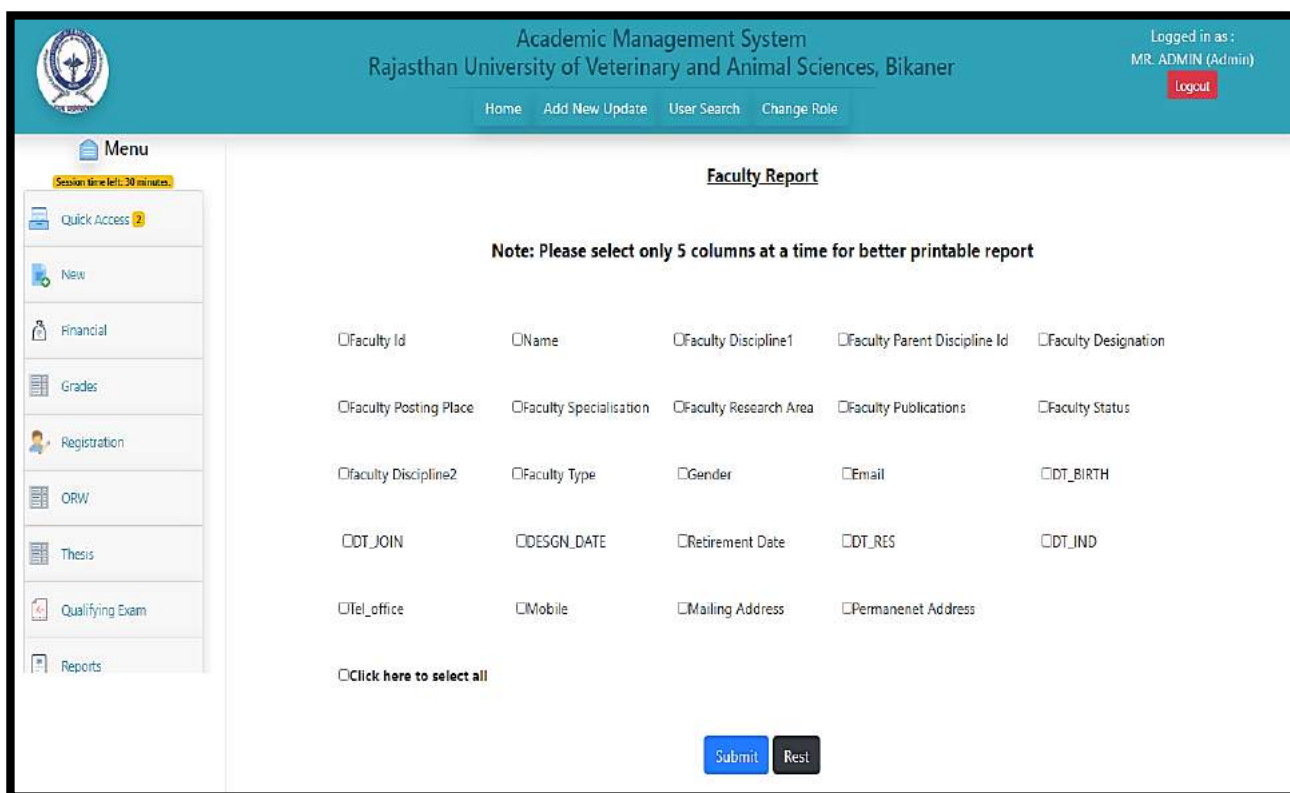 Academic Management System
Rajasthan University of Veterinary and Animal Sciences, Bikaner
Home Add New Update User Search Change Role
Logged in as :
MR. ADMIN (Admin)
Logout
Menu
Session time left: 30 minutes.
Quick Access 2
New
Financial
Grades
Registration
ORW
Thesis
Qualifying Exam
Reports
Faculty Report
Note: Please select only 5 columns at a time for better printable report
Faculty Id Name Faculty Discipline1 Faculty Parent Discipline Id Faculty Designation
Faculty Posting Place Faculty Specialisation Faculty Research Area Faculty Publications Faculty Status
faculty Discipline2 Faculty Type Gender Email DT_BIRTH
DT_JOIN DESGN_DATE Retirement Date DT_RES DT_IND
Tel_office Mobile Mailing Address Permanenet Address
Click here to select all
Submit Rest